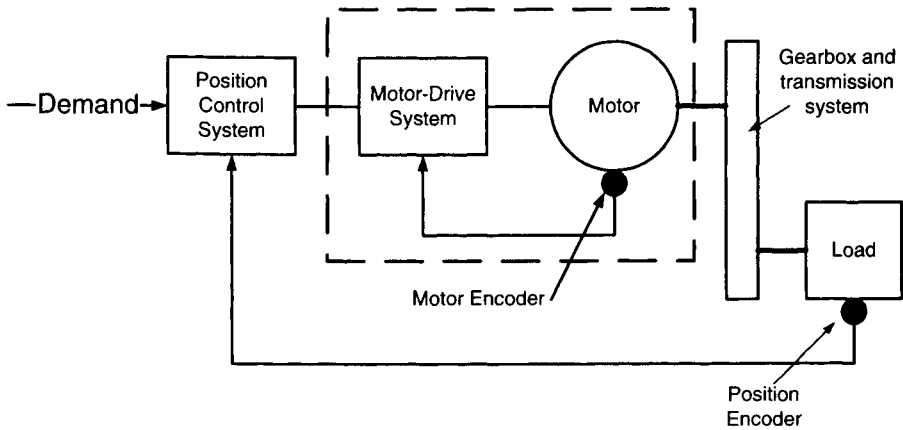 Demand
Position
Control
System
Motor-Drive
System
Motor
Gearbox and
transmission
system
Load
Motor Encoder
Position
Encoder